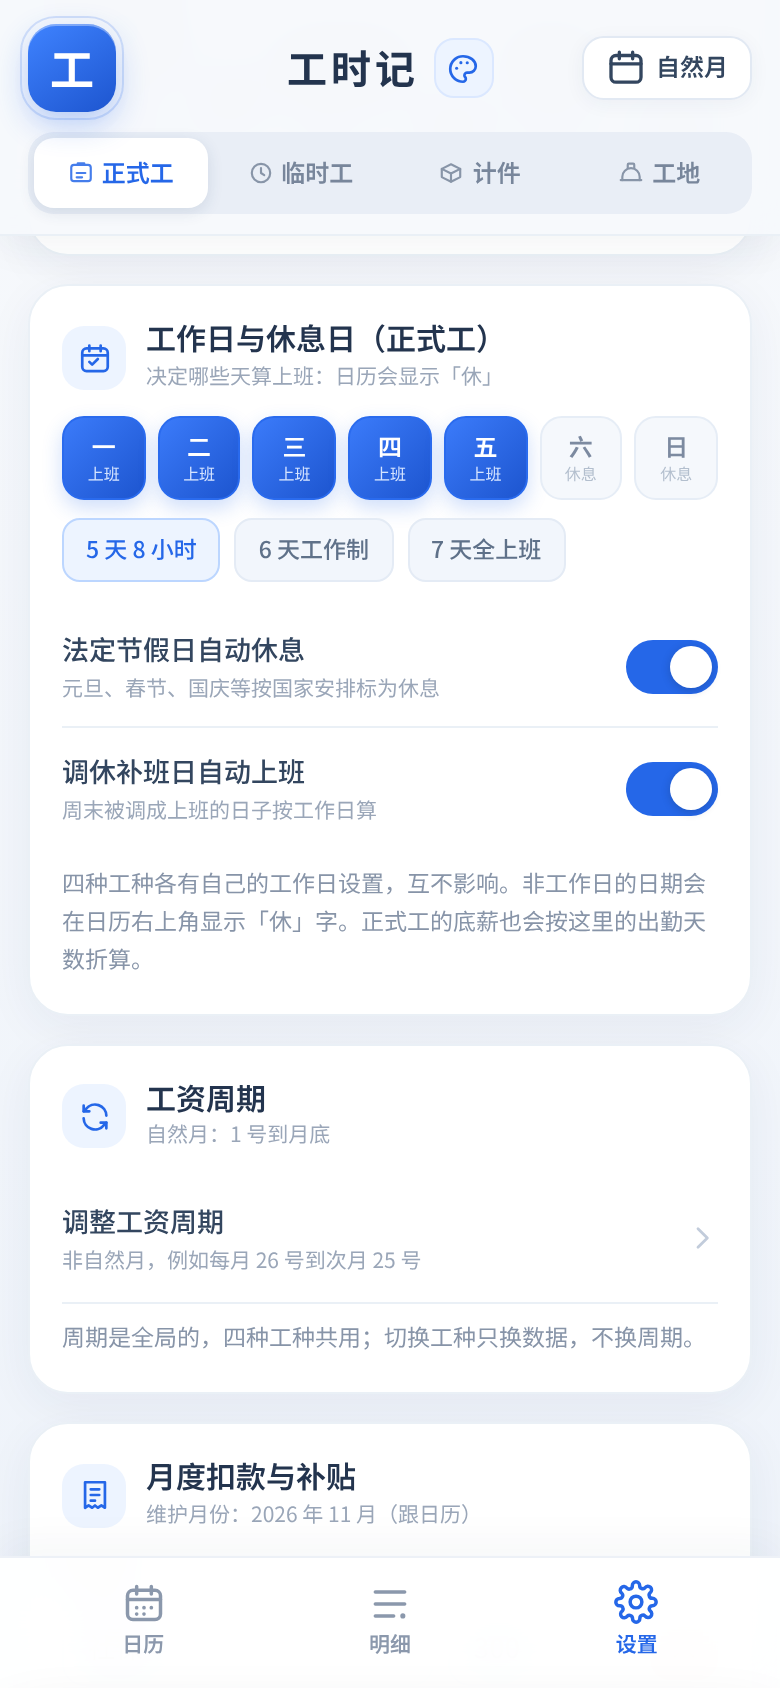 工
工时记
自然月
正式工
临时工
计件
工地
工作日与休息日（正式工）
决定哪些天算上班：日历会显示「休」
一
上班
二
上班
三
上班
四
上班
五
上班
六
休息
日
休息
5 天 8 小时
6 天工作制
7 天全上班
法定节假日自动休息
元旦、春节、国庆等按国家安排标为休息
调休补班日自动上班
周末被调成上班的日子按工作日算
四种工种各有自己的工作日设置，互不影响。非工作日的日期会
在日历右上角显示「休」字。正式工的底薪也会按这里的出勤天
数折算。
工资周期
自然月：1 号到月底
调整工资周期
非自然月，例如每月 26 号到次月 25 号
周期是全局的，四种工种共用；切换工种只换数据，不换周期。
月度扣款与补贴
维护月份：2026 年 11 月（跟日历）
日历
明细
设置